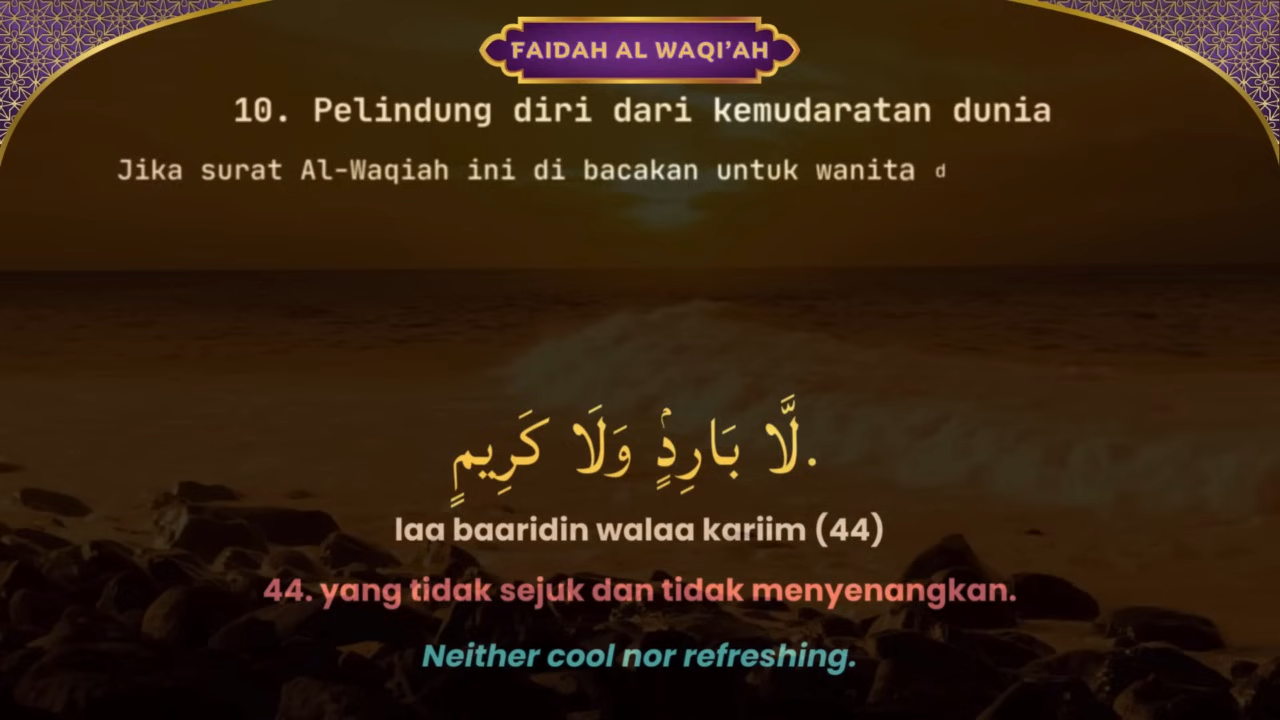 FAIDAH AL WAQI'AH
10. Pelindung diri dari kemudaratan dunia
Jika surat Al-Waqiah ini di bacakan untuk wanita d
لَّا بَارِدٍۢ وَلَا كَرِيمٍ.
laa baaridin walaa kariim (44)
44. yang tidak sejuk dan tidak menyenangkan.
Neither cool nor refreshing.